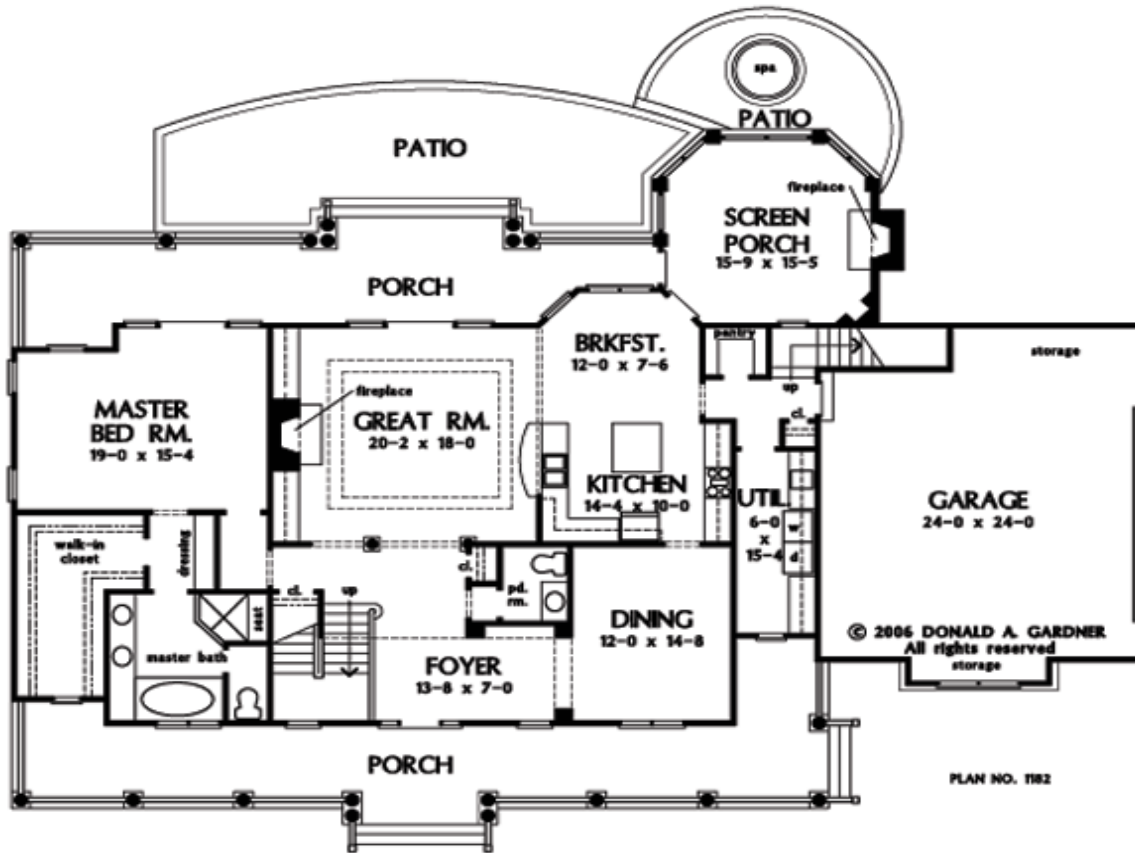 spa
PATIO
PATIO
fireplace
SCREEN
PORCH
15-9 x 15-5
PORCH
pantry
storage
BRKFST.
12-0 x 7-6
up
fireplace
MASTER
BED RM.
19-0 x 15-4
GREAT RM.
20-2 x 18-0
cl.
KITCHEN
14-4 x 10-0
UTIL.
6-0
x
15-4
w
d
GARAGE
24-0 x 24-0
walk-in
closet
dressing
cl.
up
cl.
pd.
rm.
seat
DINING
12-0 x 14-8
master bath
FOYER
13-8 x 7-0
© 2006 DONALD A. GARDNER
All rights reserved
storage
PORCH
PLAN NO. 1182